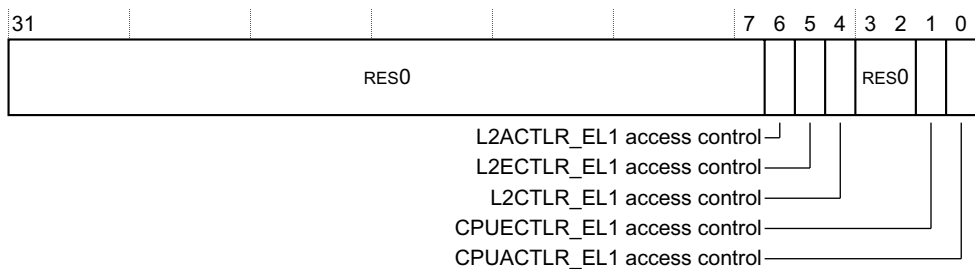 31 7 6 5 4 3 2 1 0
RES0 RES0
L2ACTLR_EL1 access control
L2ECTLR_EL1 access control
L2CTLR_EL1 access control
CPUECTLR_EL1 access control
CPUACTLR_EL1 access control